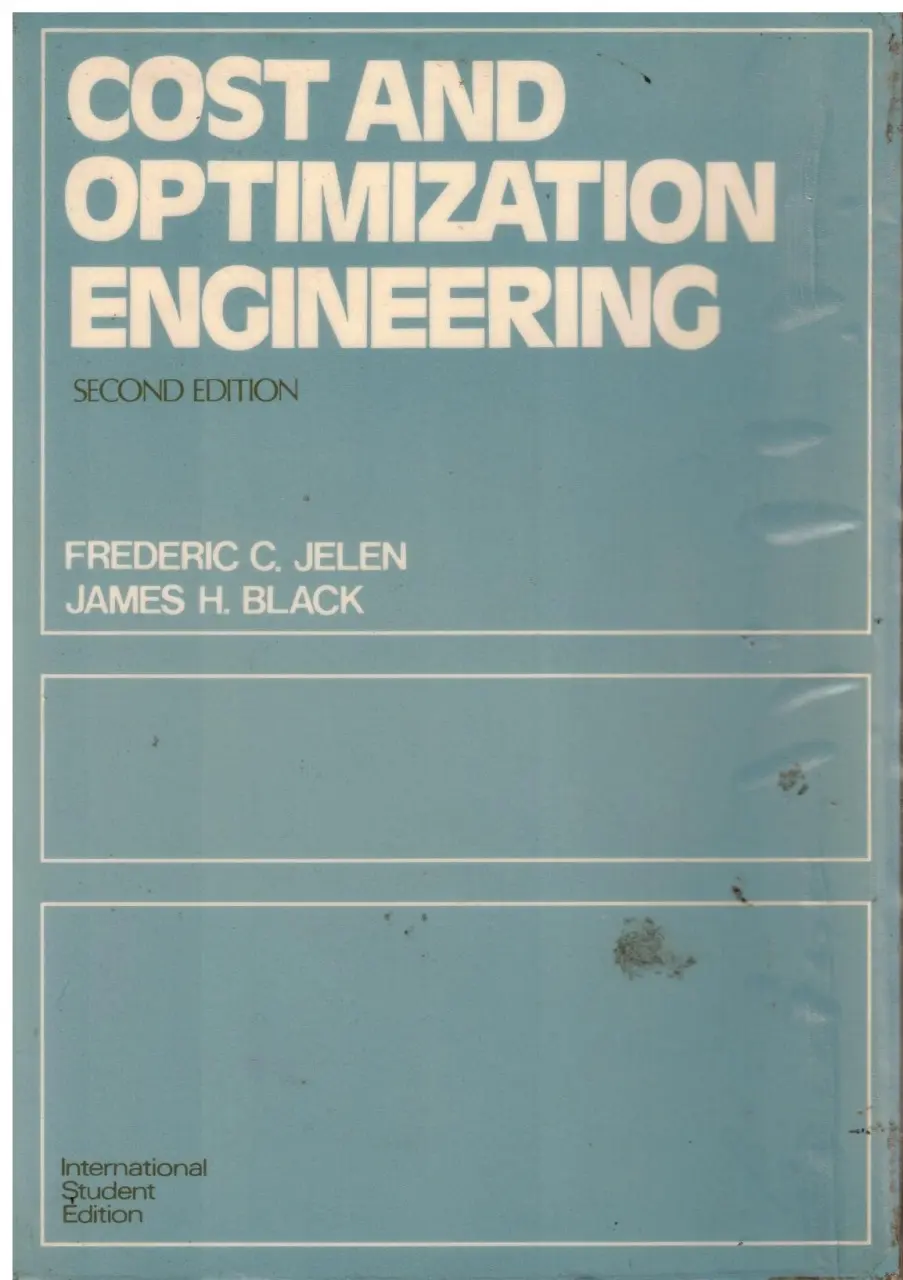 COST AND
OPTIMIZATION
ENGINEERING
SECOND EDITION
FREDERIC C. JELEN
JAMES H. BLACK
International
Student
Edition